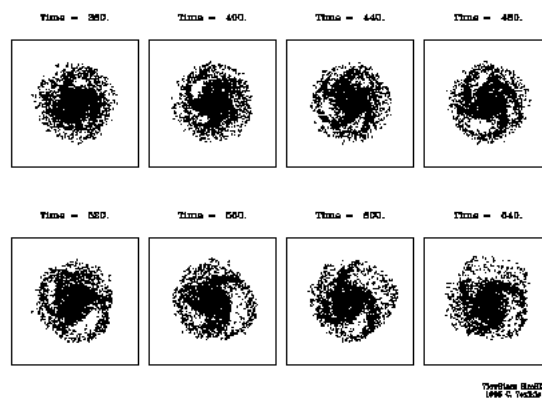 Time = 360. Time = 400. Time = 440. Time = 480.
Time = 520. Time = 560. Time = 600. Time = 640.